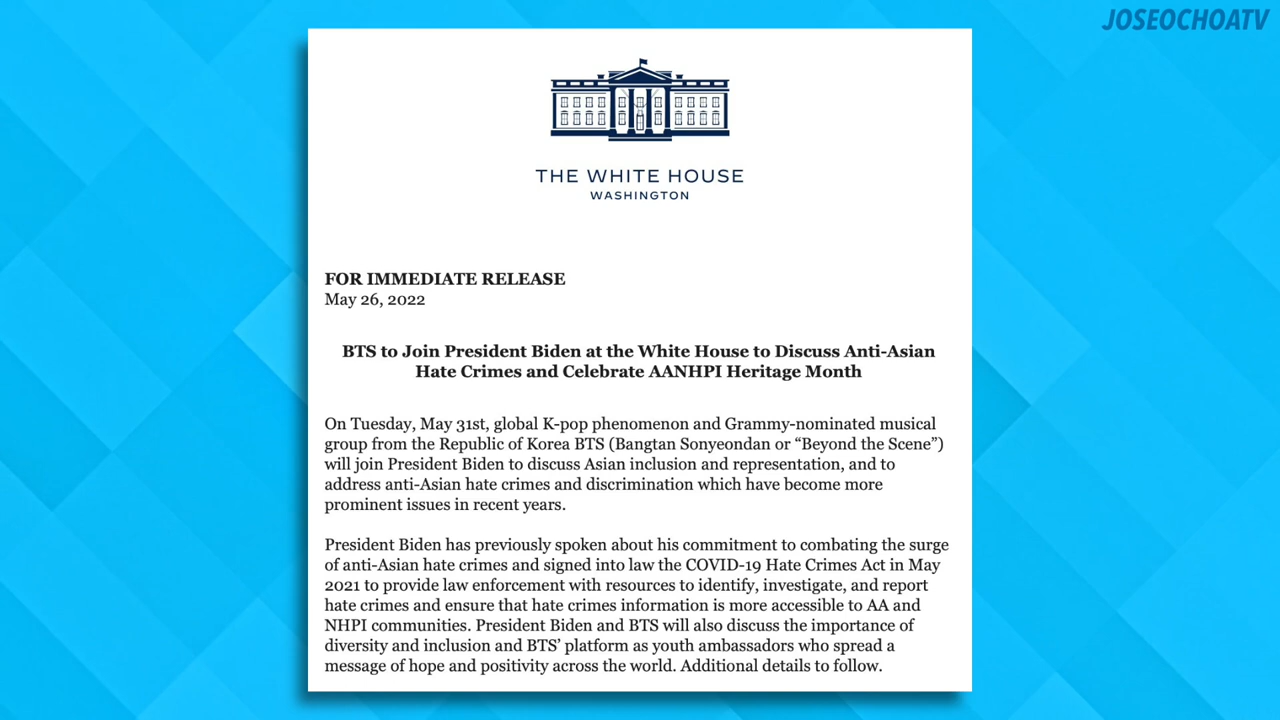 JOSEOCHOATV
THE WHITE HOUSE
WASHINGTON
FOR IMMEDIATE RELEASE
May 26, 2022
BTS to Join President Biden at the White House to Discuss Anti-Asian
Hate Crimes and Celebrate AANHPI Heritage Month
On Tuesday, May 31st, global K-pop phenomenon and Grammy-nominated musical
group from the Republic of Korea BTS (Bangtan Sonyeondan or “Beyond the Scene”)
will join President Biden to discuss Asian inclusion and representation, and to
address anti-Asian hate crimes and discrimination which have become more
prominent issues in recent years.
President Biden has previously spoken about his commitment to combating the surge
of anti-Asian hate crimes and signed into law the COVID-19 Hate Crimes Act in May
2021 to provide law enforcement with resources to identify, investigate, and report
hate crimes and ensure that hate crimes information is more accessible to AA and
NHPI communities. President Biden and BTS will also discuss the importance of
diversity and inclusion and BTS’ platform as youth ambassadors who spread a
message of hope and positivity across the world. Additional details to follow.